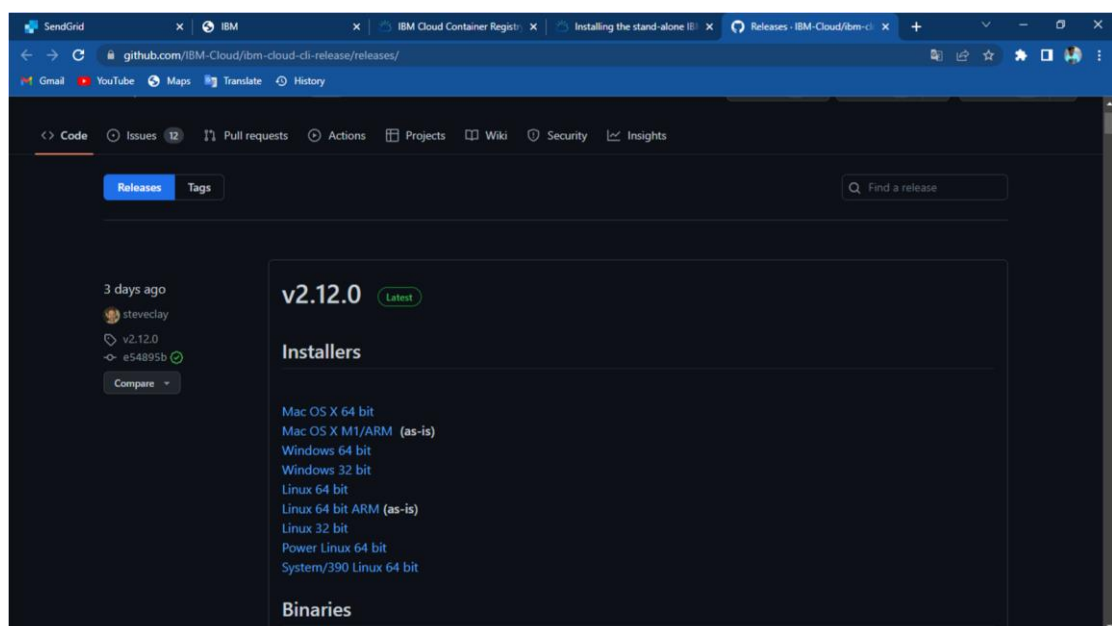 SendGrid
IBM
IBM Cloud Container Registry
Installing the stand-alone IB
Releases · IBM-Cloud/ibm-cl
github.com/IBM-Cloud/ibm-cloud-cli-release/releases/
Gmail YouTube Maps Translate History
Code Issues 12 Pull requests Actions Projects Wiki Security Insights
Releases Tags
Find a release
3 days ago
steveclay
v2.12.0
e54895b
Compare
v2.12.0 Latest
Installers
Mac OS X 64 bit
Mac OS X M1/ARM (as-is)
Windows 64 bit
Windows 32 bit
Linux 64 bit
Linux 64 bit ARM (as-is)
Linux 32 bit
Power Linux 64 bit
System/390 Linux 64 bit
Binaries